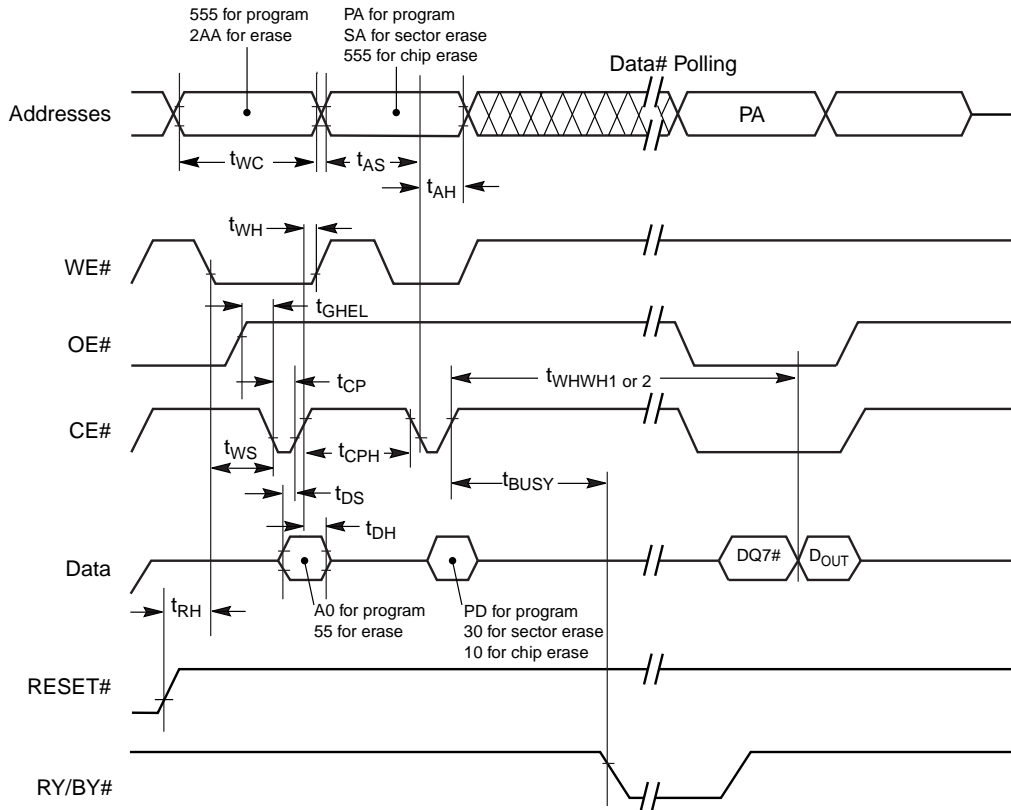 555 for program
2AA for erase
PA for program
SA for sector erase
555 for chip erase
Data# Polling
Addresses
PA
tWC
tAS
tAH
tWH
WE#
tGHEL
OE#
tWHWH1 or 2
tCP
CE#
tWS
tCPH
tBUSY
tDS
tDH
Data
DQ7#
DOUT
tRH
A0 for program
55 for erase
PD for program
30 for sector erase
10 for chip erase
RESET#
RY/BY#